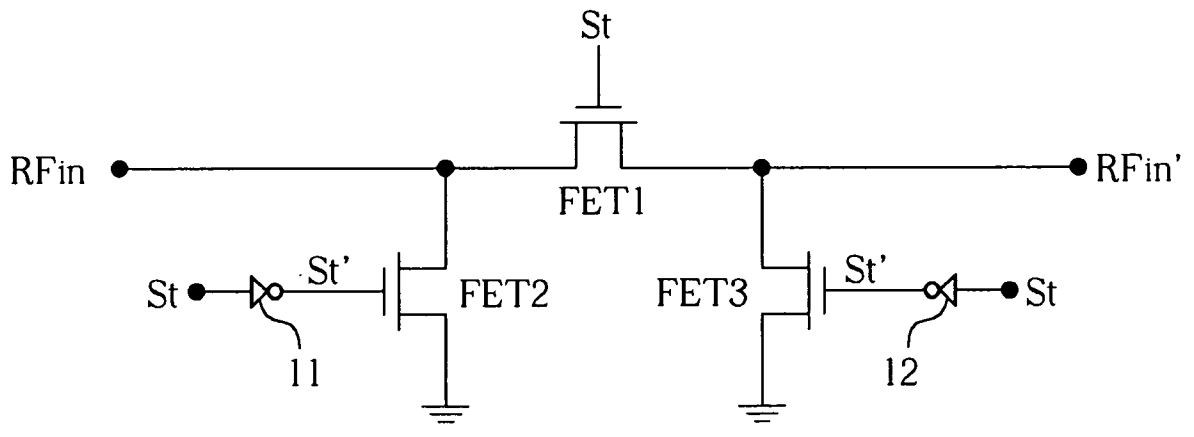 St
RFin
RFin'
FET1
St
St'
FET2
FET3
St'
St
11
12